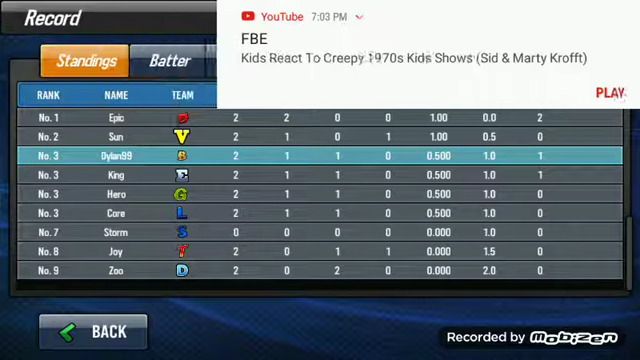 Record
YouTube 7:03 PM
FBE
Kids React To Creepy 1970s Kids Shows (Sid & Marty Krofft)
PLAY
Standings Batter
RANK NAME TEAM
No. 1 Epic 2 2 0 0 1.00 0.0 2
No. 2 Sun V 2 1 0 1 1.00 0.5 0
No. 3 Dylan99 B 2 1 1 0 0.500 1.0 1
No. 3 King E 2 1 1 0 0.500 1.0 1
No. 3 Hero G 2 1 1 0 0.500 1.0 0
No. 3 Core L 2 1 1 0 0.500 1.0 0
No. 7 Storm S 0 0 0 0 0.000 1.0 0
No. 8 Joy T 2 0 1 1 0.000 1.5 0
No. 9 Zoo D 2 0 2 0 0.000 2.0 0
BACK
Recorded by mobizen